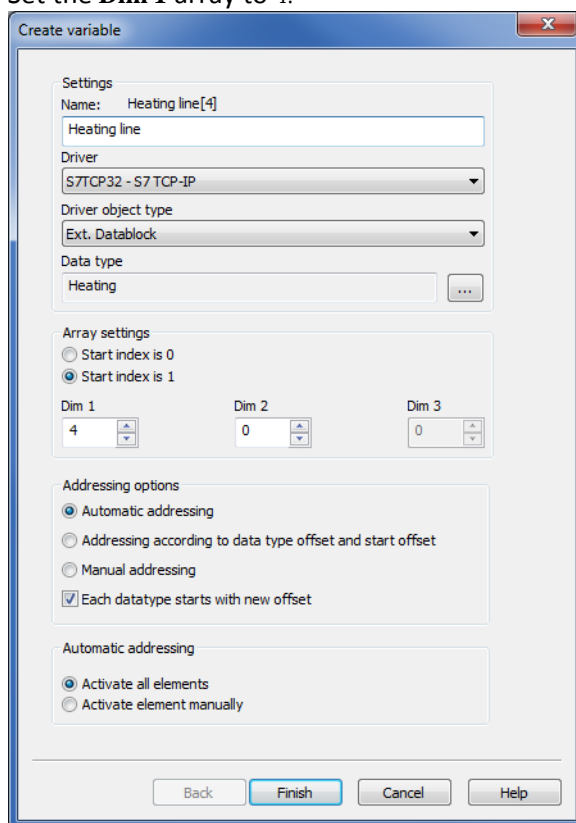 Set the Dim 1 array to 4.
Create variable
Settings
Name: Heating line[4]
Heating line
Driver
S7TCP32 - S7 TCP-IP
Driver object type
Ext. Datablock
Data type
Heating
...
Array settings
Start index is 0
Start index is 1
Dim 1 Dim 2 Dim 3
4 0 0
Addressing options
Automatic addressing
Addressing according to data type offset and start offset
Manual addressing
Each datatype starts with new offset
Automatic addressing
Activate all elements
Activate element manually
Back Finish Cancel Help